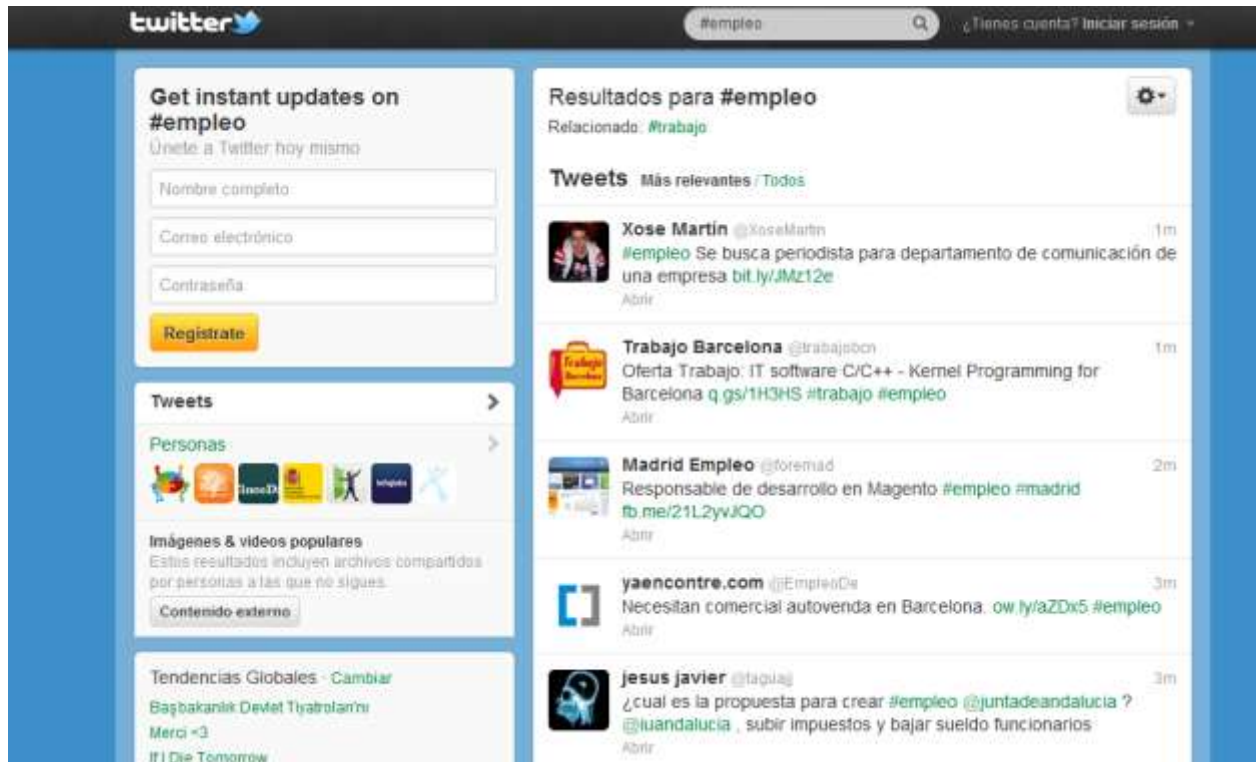 twitter
#empleo
¿Tienes cuenta? Iniciar sesión
Get instant updates on
#empleo
Únete a Twitter hoy mismo
Nombre completo
Correo electrónico
Contraseña
Regístrate
Tweets
Personas
Imágenes & videos populares
Estos resultados incluyen archivos compartidos
por personas a las que no sigues.
Contenido externo
Tendencias Globales · Cambiar
Başbakanlık Devlet Tiyatroları'nı
Merci <3
If I Die Tomorrow
Resultados para #empleo
Relacionado: #trabajo
Tweets Más relevantes / Todos
Xose Martín @XoseMartin 1m
#empleo Se busca periodista para departamento de comunicación de
una empresa bit.ly/JMz12e
Abrir
Trabajo Barcelona @trabajobcn 1m
Trabajo
Barcelona
Oferta Trabajo: IT software C/C++ - Kernel Programming for
Barcelona q.gs/1H3HS #trabajo #empleo
Abrir
Madrid Empleo @foremad 2m
Responsable de desarrollo en Magento #empleo #madrid
fb.me/21L2yvJQO
Abrir
yaencontre.com @EmpleoDe 3m
Necesitan comercial autovenda en Barcelona. ow.ly/aZDx5 #empleo
Abrir
jesus javier @taguajj 3m
¿cual es la propuesta para crear #empleo @juntadeandalucia ?
@iuandalucia , subir impuestos y bajar sueldo funcionarios
Abrir